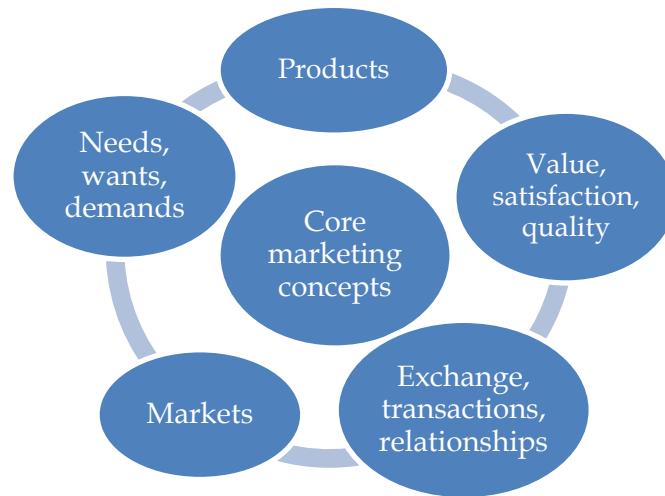 Products
Needs,
wants,
demands
Value,
satisfaction,
quality
Core
marketing
concepts
Exchange,
transactions,
relationships
Markets